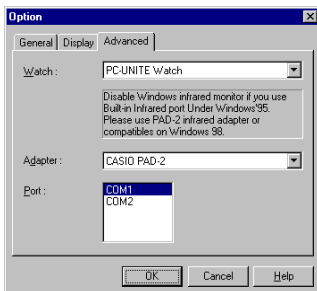 Option
General Display Advanced
Watch :
PC-UNITE Watch
Disable Windows infrared monitor if you use
Built-in Infrared port Under Windows'95.
Please use PAD-2 infrared adapter or
compatibles on Windows 98.
Adapter :
CASIO PAD-2
Port :
COM1
COM2
OK Cancel Help